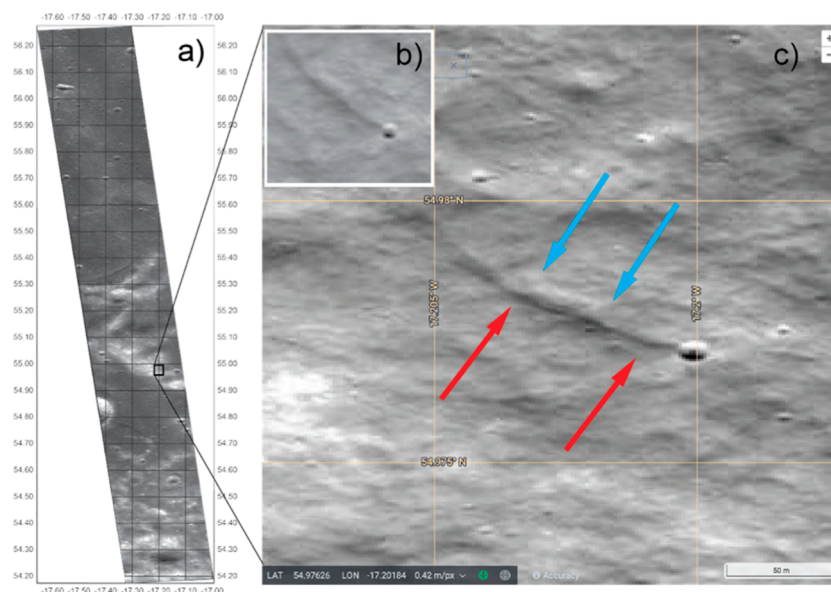 -17.60 -17.50 -17.40 -17.30 -17.20 -17.10 -17.00
a)
56.20 56.20
56.10 56.10
56.00 56.00
55.90 55.90
55.80 55.80
55.70 55.70
55.60 55.60
55.50 55.50
55.40 55.40
55.30 55.30
55.20 55.20
55.10 55.10
55.00 55.00
54.90 54.90
54.80 54.80
54.70 54.70
54.60 54.60
54.50 54.50
54.40 54.40
54.30 54.30
54.20 54.20
-17.60 -17.50 -17.40 -17.30 -17.20 -17.10 -17.00
b)
c)
+
−
54.98° N
17.205° W
17.2° W
54.975° N
LAT 54.97626 LON -17.20184 0.42 m/px
Accuracy
50 m